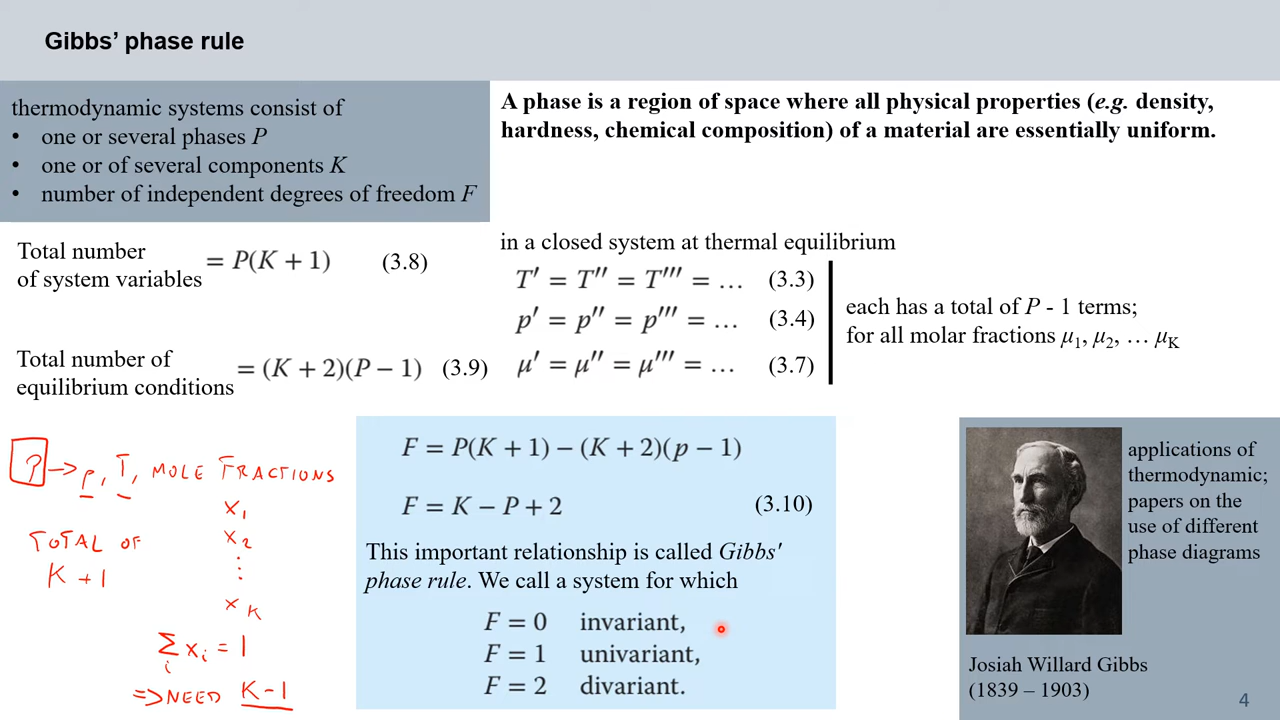 Gibbs’ phase rule
thermodynamic systems consist of
• one or several phases P
• one or of several components K
• number of independent degrees of freedom F
A phase is a region of space where all physical properties (e.g. density,
hardness, chemical composition) of a material are essentially uniform.
Total number
of system variables
= P(K + 1) (3.8)
Total number of
equilibrium conditions
= (K + 2)(P − 1) (3.9)
in a closed system at thermal equilibrium
T′ = T″ = T‴ = … (3.3)
p′ = p″ = p‴ = … (3.4)
μ′ = μ″ = μ‴ = … (3.7)
each has a total of P - 1 terms;
for all molar fractions μ₁, μ₂, … μK
P → p, T, MOLE FRACTIONS
x₁
x₂
⋮
xK
TOTAL OF
K + 1
∑i xi = 1
⇒ NEED K−1
F = P(K + 1) − (K + 2)(p − 1)
F = K − P + 2 (3.10)
This important relationship is called Gibbs'
phase rule. We call a system for which
F = 0 invariant,
F = 1 univariant,
F = 2 divariant.
applications of
thermodynamic;
papers on the
use of different
phase diagrams
Josiah Willard Gibbs
(1839 – 1903)
4